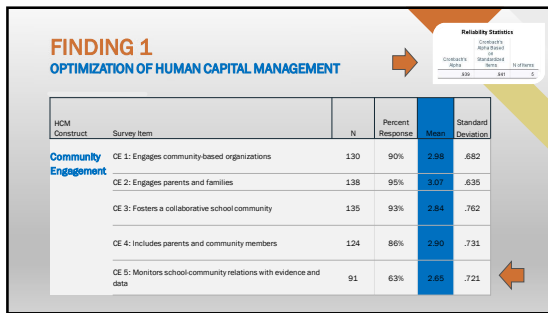 FINDING 1
OPTIMIZATION OF HUMAN CAPITAL MANAGEMENT
Reliability Statistics
Cronbach's Alpha Cronbach's Alpha Based on Standardized Items N of Items
.939 .941 5
HCM Construct Survey Item N Percent Response Mean Standard Deviation
Community Engagement CE 1: Engages community-based organizations 130 90% 2.98 .682
CE 2: Engages parents and families 138 95% 3.07 .635
CE 3: Fosters a collaborative school community 135 93% 2.84 .762
CE 4: Includes parents and community members 124 86% 2.90 .731
CE 5: Monitors school-community relations with evidence and data 91 63% 2.65 .721